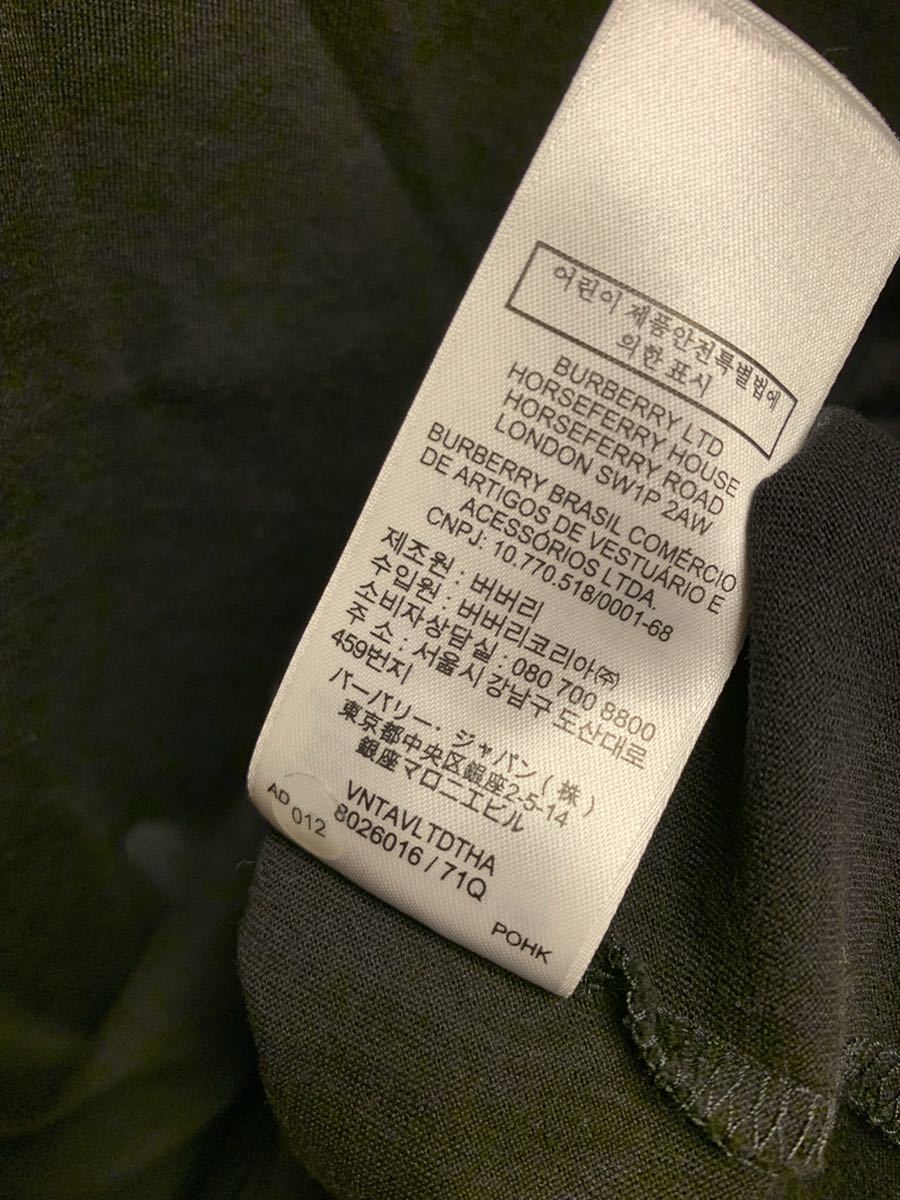 어린이제품안전특별법에
의한 표시
BURBERRY LTD
HORSEFERRY HOUSE
HORSEFERRY ROAD
LONDON SW1P 2AW
BURBERRY BRASIL COMÉRCIO
DE ARTIGOS DE VESTUÁRIO E
ACESSÓRIOS LTDA.
CNPJ: 10.770.518/0001-68
제조원 : 버버리
수입원 : 버버리코리아㈜
소비자상담실 : 080 700 8800
주 소 : 서울시 강남구 도산대로
459번지
バーバリー・ジャパン(株)
東京都中央区銀座2-5-14
銀座マロニエビル
VNTAVLTDTHA
8026016 / 71Q
AD
012
POHK